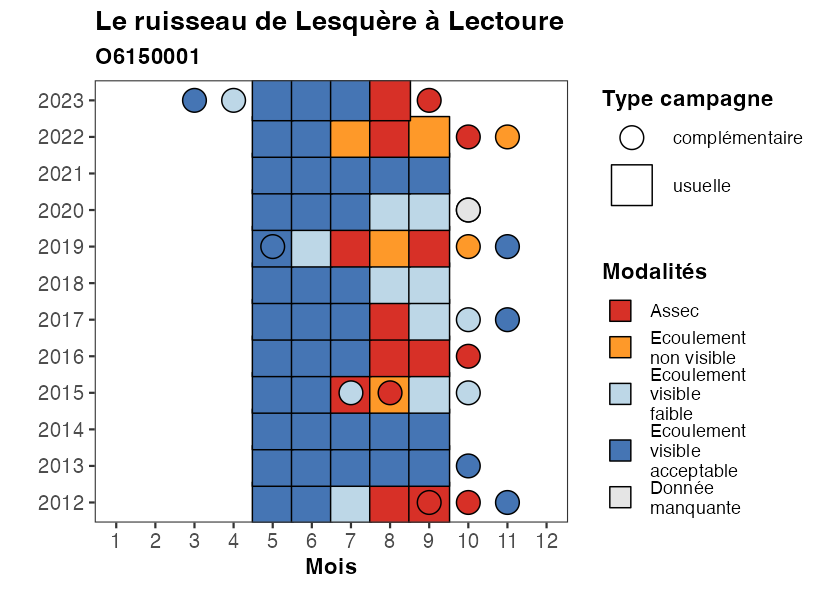 Le ruisseau de Lesquère à Lectoure
O6150001
2023
2022
2021
2020
2019
2018
2017
2016
2015
2014
2013
2012
1 2 3 4 5 6 7 8 9 10 11 12
Mois
Type campagne
complémentaire
usuelle
Modalités
Assec
Ecoulement
non visible
Ecoulement
visible
faible
Ecoulement
visible
acceptable
Donnée
manquante